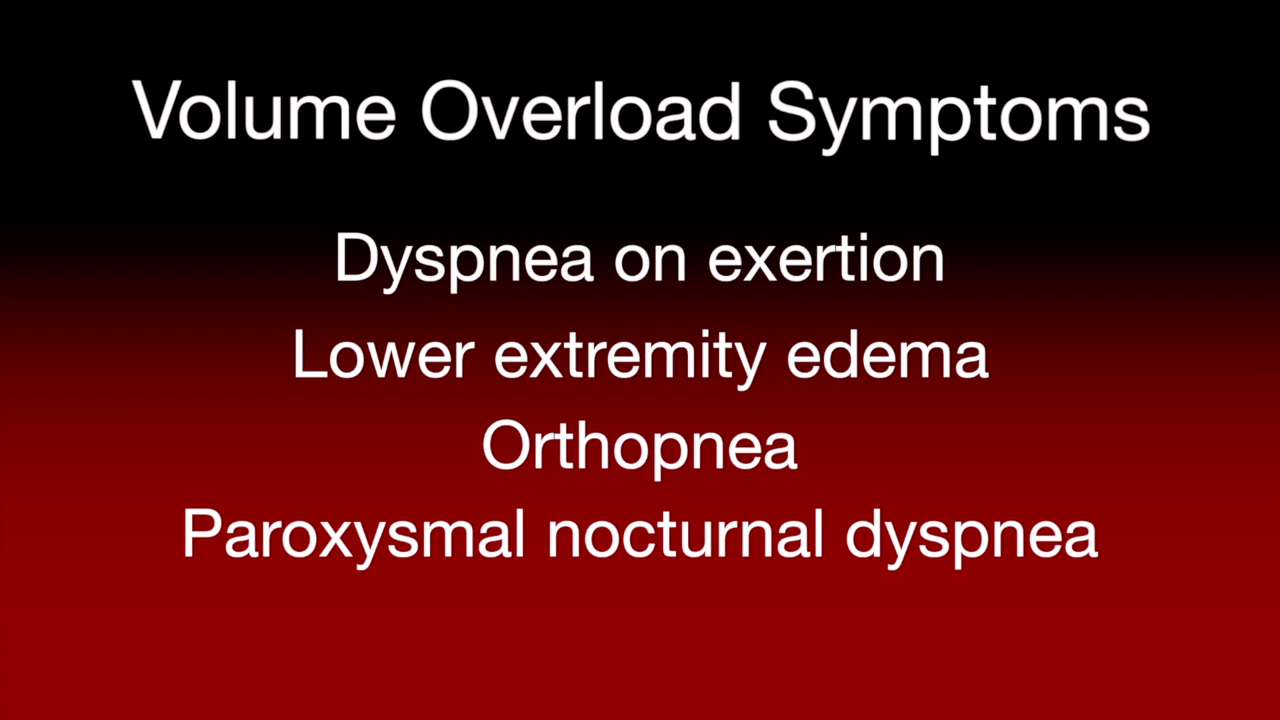 Volume Overload Symptoms
Dyspnea on exertion
Lower extremity edema
Orthopnea
Paroxysmal nocturnal dyspnea